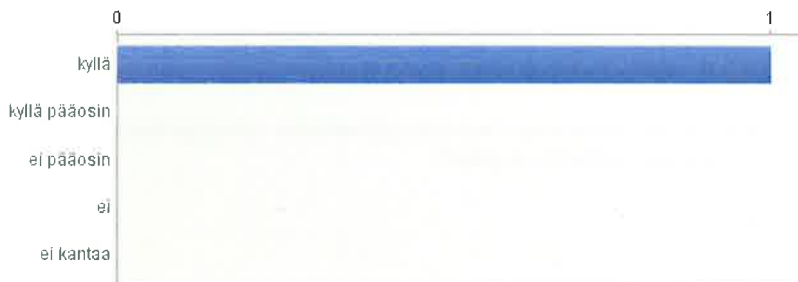 0 1
kyllä
kyllä pääosin
ei pääosin
ei
ei kantaa